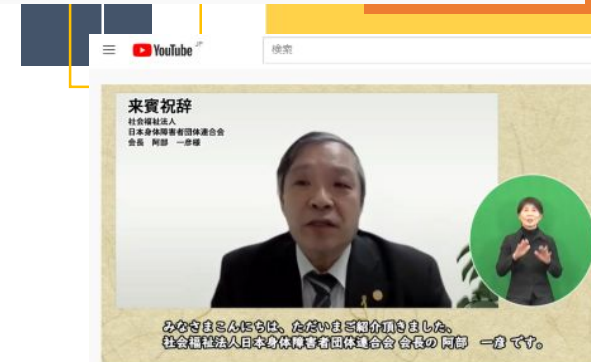 YouTube JP
検索
来賓祝辞
社会福祉法人
日本身体障害者団体連合会
会長 阿部 一彦様
みなさまこんにちは、ただいまご紹介頂きました、
社会福祉法人日本身体障害者団体連合会 会長の 阿部 一彦 です。